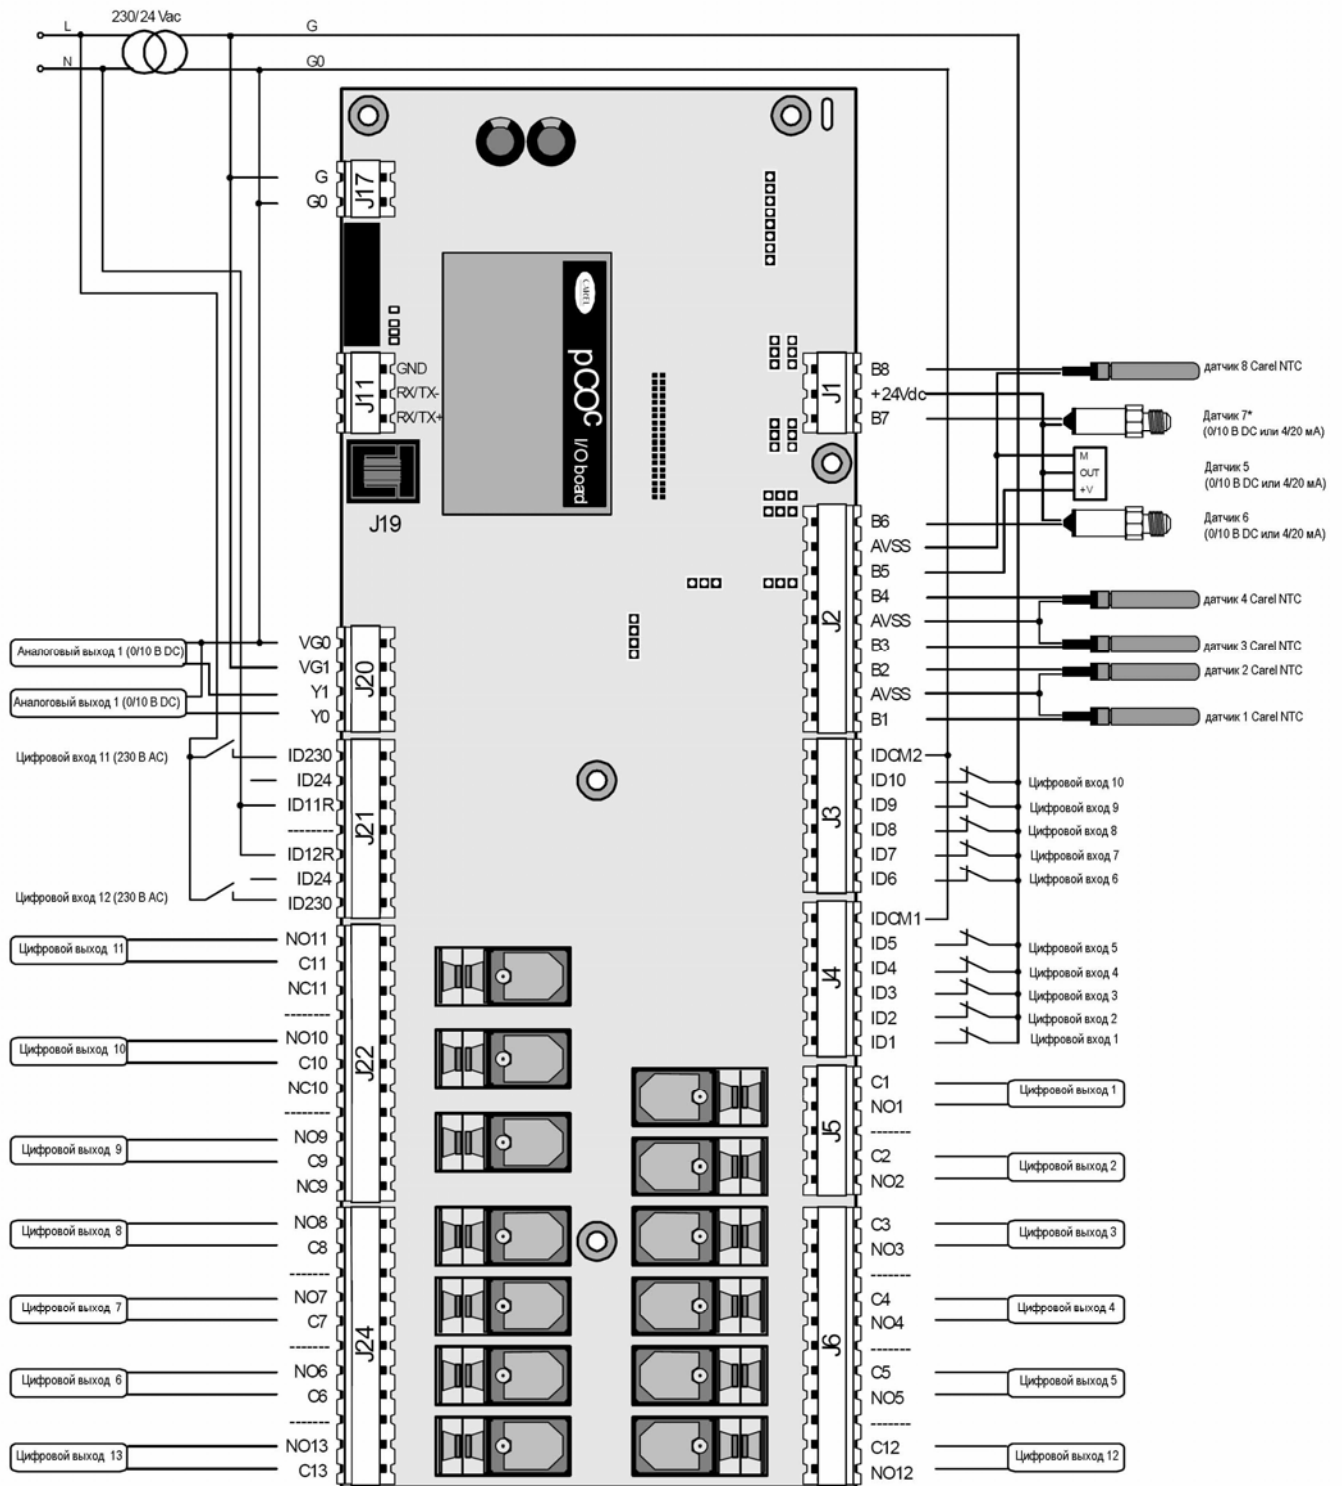 230/24 Vac
L
G
N
G0
G
G0
J17
CAREL
pCOC
I/O board
GND
RX/TX-
RX/TX+
J11
J19
J1
B8
+24Vdc
B7
датчик 8 Carel NTC
Датчик 7*
(0/10 В DC или 4/20 мА)
M
OUT
+V
Датчик 5
(0/10 В DC или 4/20 мА)
Датчик 6
(0/10 В DC или 4/20 мА)
J2
B6
AVSS
B5
B4
AVSS
B3
B2
AVSS
B1
датчик 4 Carel NTC
датчик 3 Carel NTC
датчик 2 Carel NTC
датчик 1 Carel NTC
Аналоговый выход 1 (0/10 В DC)
Аналоговый выход 1 (0/10 В DC)
VG0
VG1
Y1
Y0
J20
Цифровой вход 11 (230 В AC)
Цифровой вход 12 (230 В AC)
ID230
ID24
ID11R
--------
ID12R
ID24
ID230
J21
J3
IDCM2
ID10
ID9
ID8
ID7
ID6
Цифровой вход 10
Цифровой вход 9
Цифровой вход 8
Цифровой вход 7
Цифровой вход 6
J4
IDCM1
ID5
ID4
ID3
ID2
ID1
Цифровой вход 5
Цифровой вход 4
Цифровой вход 3
Цифровой вход 2
Цифровой вход 1
Цифровой выход 11
Цифровой выход 10
Цифровой выход 9
NO11
C11
NC11
--------
NO10
C10
NC10
--------
NO9
C9
NC9
J22
J5
C1
NO1
--------
C2
NO2
Цифровой выход 1
Цифровой выход 2
Цифровой выход 8
Цифровой выход 7
Цифровой выход 6
Цифровой выход 13
NO8
C8
--------
NO7
C7
--------
NO6
C6
--------
NO13
C13
J24
J6
C3
NO3
--------
C4
NO4
--------
C5
NO5
--------
C12
NO12
Цифровой выход 3
Цифровой выход 4
Цифровой выход 5
Цифровой выход 12